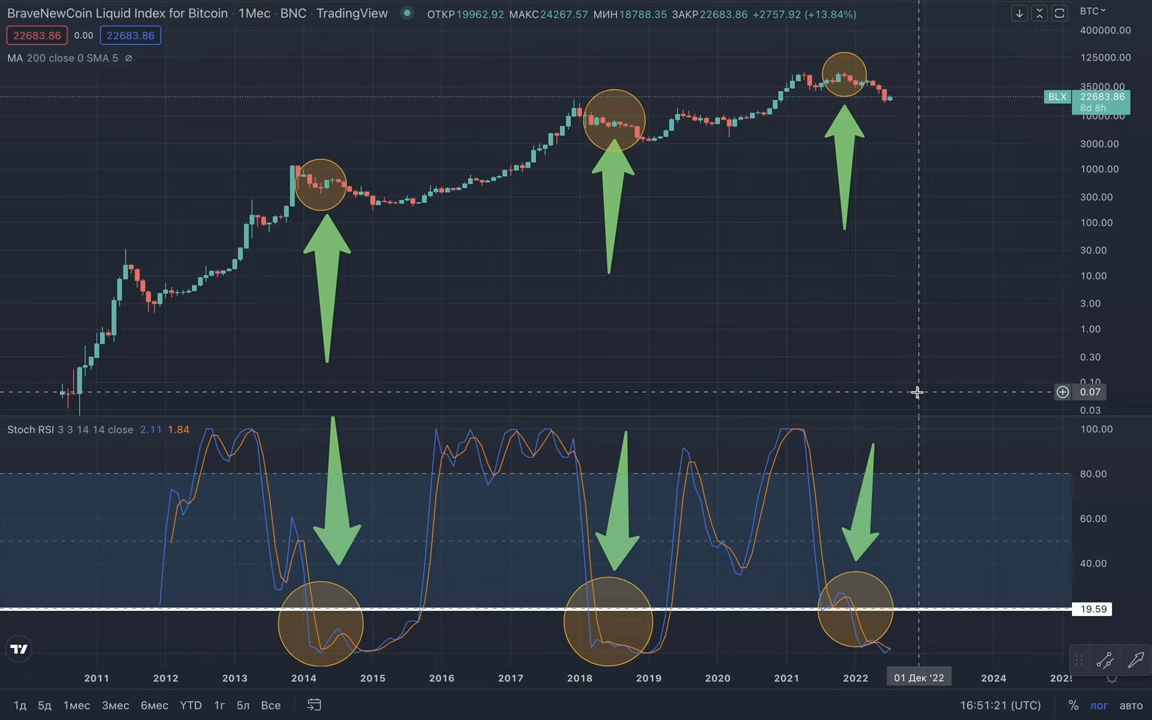 BraveNewCoin Liquid Index for Bitcoin · 1Мес · BNC · TradingView ОТКР19962.92 МАКС24267.57 МИН18788.35 ЗАКР22683.86 +2757.92 (+13.84%)
BTC
22683.86 0.00 22683.86
MA 200 close 0 SMA 5
400000.00
125000.00
35000.00
BLX 22683.86
8d 8h
10000.00
3000.00
1000.00
300.00
100.00
30.00
10.00
3.00
1.00
0.30
0.10
0.07
0.03
Stoch RSI 3 3 14 14 close 2.11 1.84
100.00
80.00
60.00
40.00
19.59
2011 2012 2013 2014 2015 2016 2017 2018 2019 2020 2021 2022 01 Дек '22 2024
1д 5д 1мес 3мес 6мес YTD 1г 5л Все 16:51:21 (UTC) % лог авто